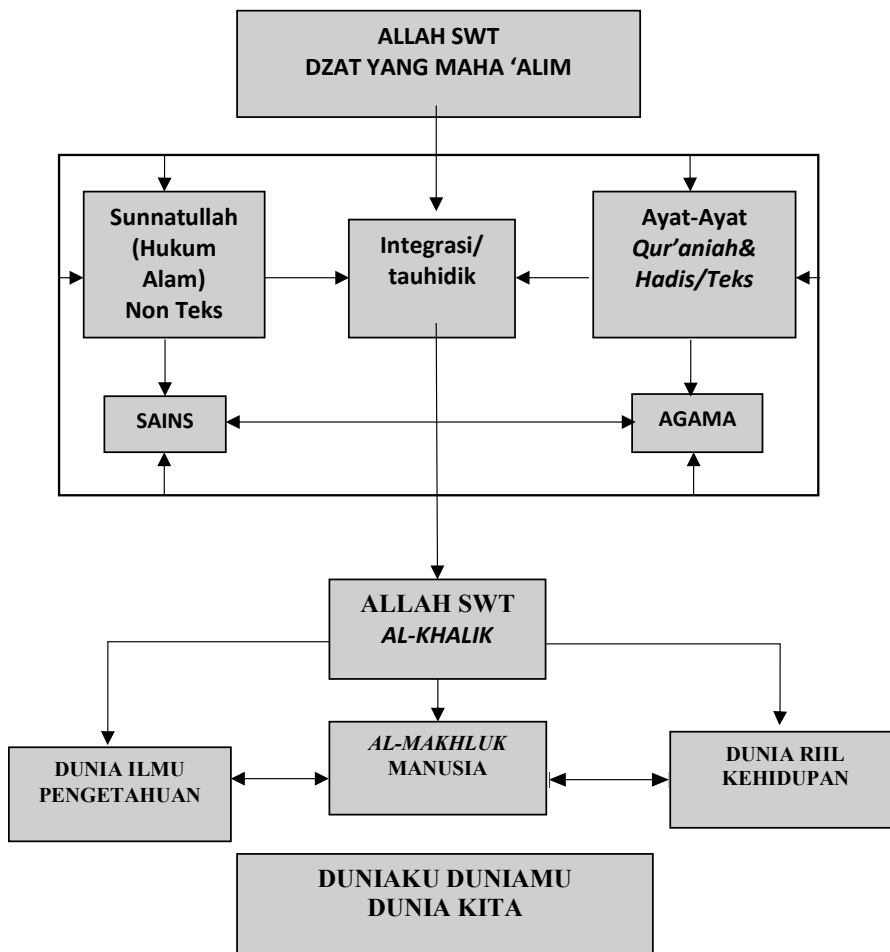 ALLAH SWT
DZAT YANG MAHA ‘ALIM
Sunnatullah
(Hukum
Alam)
Non Teks
Integrasi/
tauhidik
Ayat-Ayat
Qur’aniah&
Hadis/Teks
SAINS
AGAMA
ALLAH SWT
AL-KHALIK
DUNIA ILMU
PENGETAHUAN
AL-MAKHLUK
MANUSIA
DUNIA RIIL
KEHIDUPAN
DUNIAKU DUNIAMU
DUNIA KITA